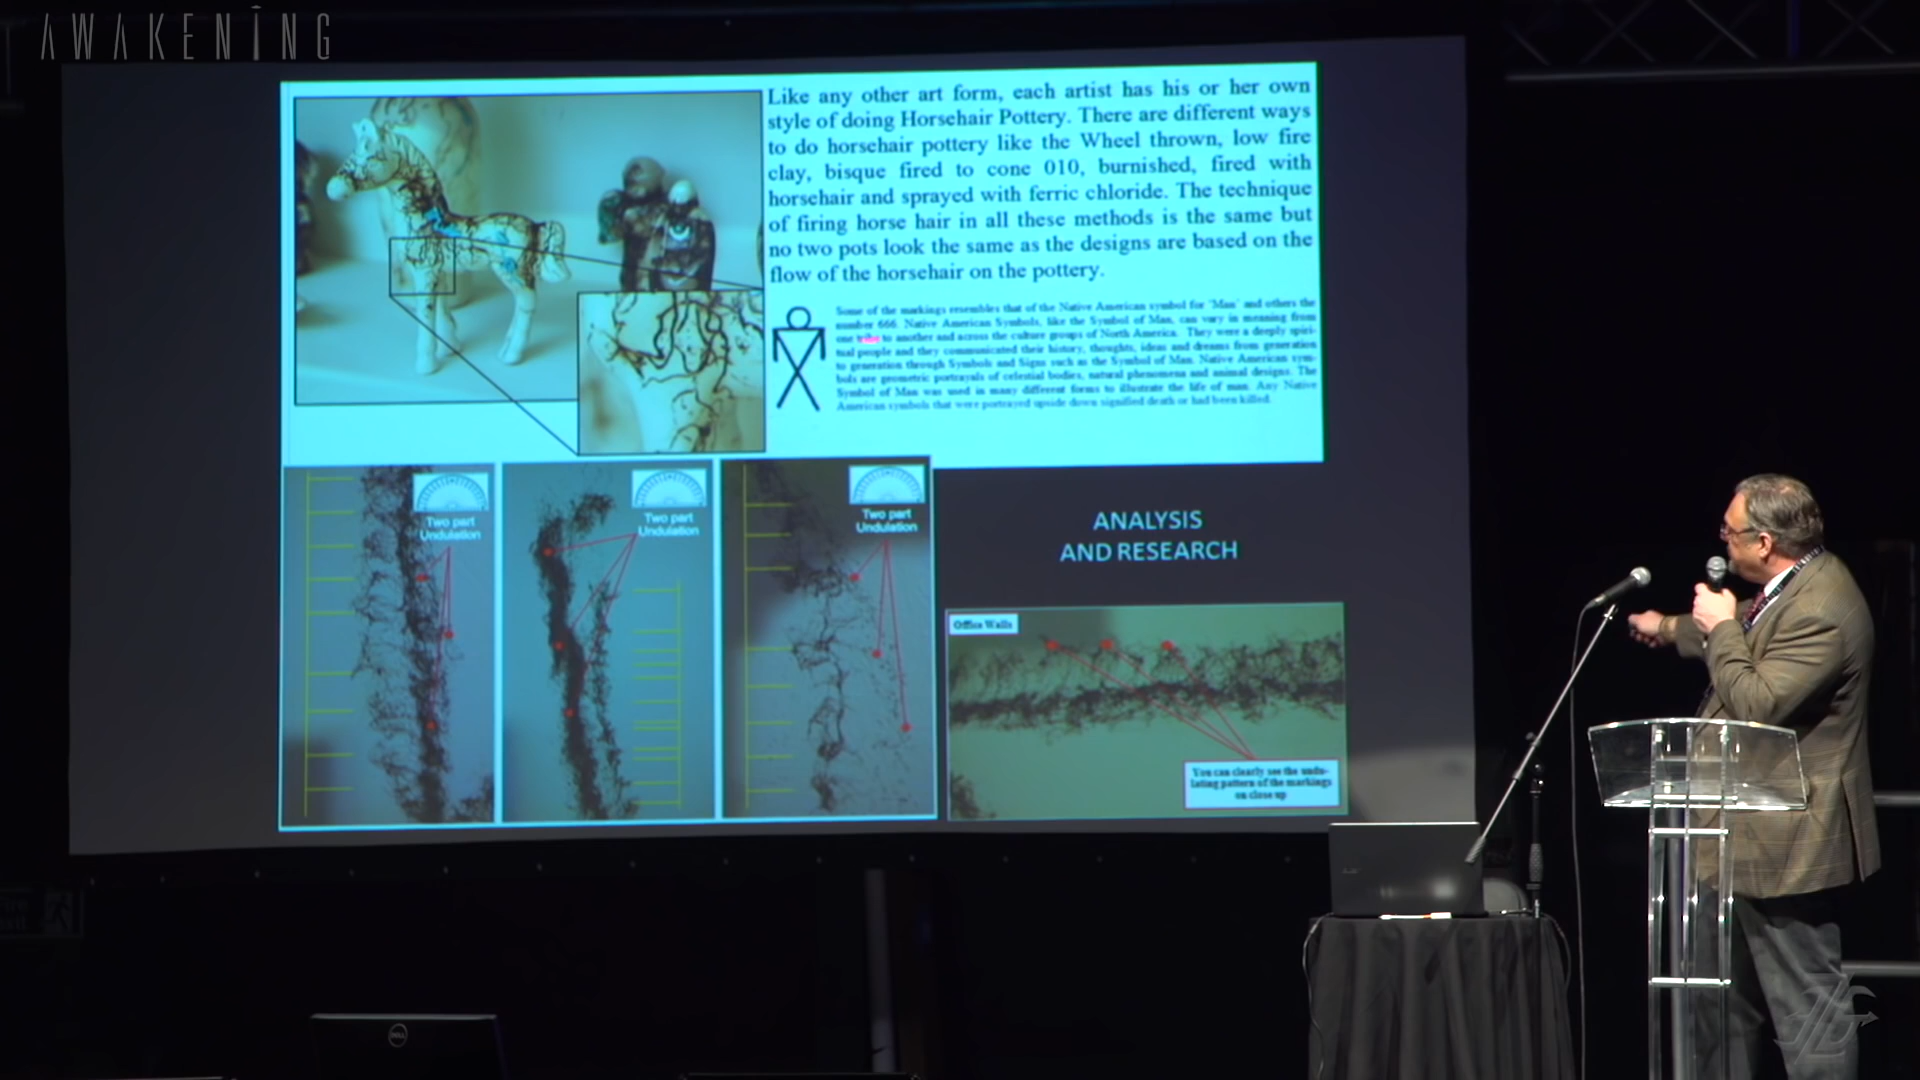 AWAKENING
Like any other art form, each artist has his or her own
style of doing Horsehair Pottery. There are different ways
to do horsehair pottery like the Wheel thrown, low fire
clay, bisque fired to cone 010, burnished, fired with
horsehair and sprayed with ferric chloride. The technique
of firing horse hair in all these methods is the same but
no two pots look the same as the designs are based on the
flow of the horsehair on the pottery.
Some of the markings resembles that of the Native American symbol for "Man" and others the
number 666. Native American Symbols, like the Symbol of Man, can vary in meaning from
one tribe to another and across the culture groups of North America. They were a deeply spiri-
tual people and they communicated their history, thoughts, ideas and dreams from generation
to generation through Symbols and Signs such as the Symbol of Man. Native American sym-
bols are geometric portrayals of celestial bodies, natural phenomena and animal designs. The
Symbol of Man was used in many different forms to illustrate the life of man. Any Native
American symbols that were portrayed upside down signified death or had been killed.
Two part
Undulation
Two part
Undulation
Two part
Undulation
ANALYSIS
AND RESEARCH
Office Walls
You can clearly see the undu-
lating pattern of the markings
on close up
DELL